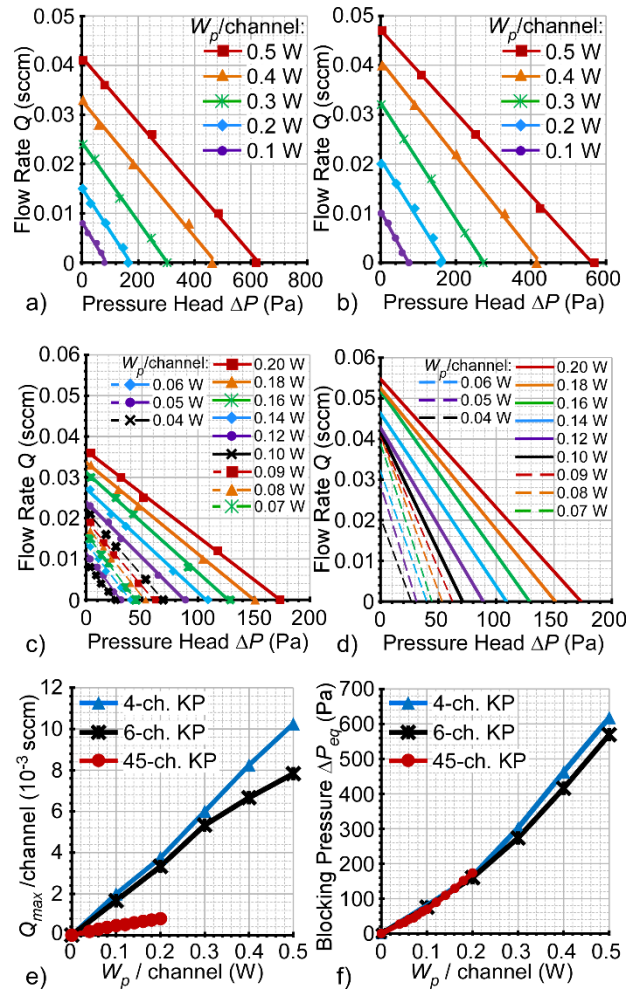 Wp/channel:
0.5 W
0.4 W
0.3 W
0.2 W
0.1 W
Flow Rate Q (sccm)
0.05
0.04
0.03
0.02
0.01
0
0 200 400 600 800
Pressure Head ΔP (Pa)
a)
Wp/channel:
0.5 W
0.4 W
0.3 W
0.2 W
0.1 W
Flow Rate Q (sccm)
0.05
0.04
0.03
0.02
0.01
0
0 200 400 600
Pressure Head ΔP (Pa)
b)
Wp/channel:
0.06 W
0.05 W
0.04 W
0.20 W
0.18 W
0.16 W
0.14 W
0.12 W
0.10 W
0.09 W
0.08 W
0.07 W
Flow Rate Q (sccm)
0.06
0.05
0.04
0.03
0.02
0.01
0
0 50 100 150 200
Pressure Head ΔP (Pa)
c)
Wp/channel:
0.06 W
0.05 W
0.04 W
0.20 W
0.18 W
0.16 W
0.14 W
0.12 W
0.10 W
0.09 W
0.08 W
0.07 W
Flow Rate Q (sccm)
0.06
0.05
0.04
0.03
0.02
0.01
0
0 50 100 150 200
Pressure Head ΔP (Pa)
d)
4-ch. KP
6-ch. KP
45-ch. KP
Qmax /channel (10⁻³ sccm)
12
10
8
6
4
2
0
0 0.1 0.2 0.3 0.4 0.5
Wp / channel (W)
e)
4-ch. KP
6-ch. KP
45-ch. KP
Blocking Pressure ΔPeq (Pa)
700
600
500
400
300
200
100
0
0 0.1 0.2 0.3 0.4 0.5
Wp / channel (W)
f)